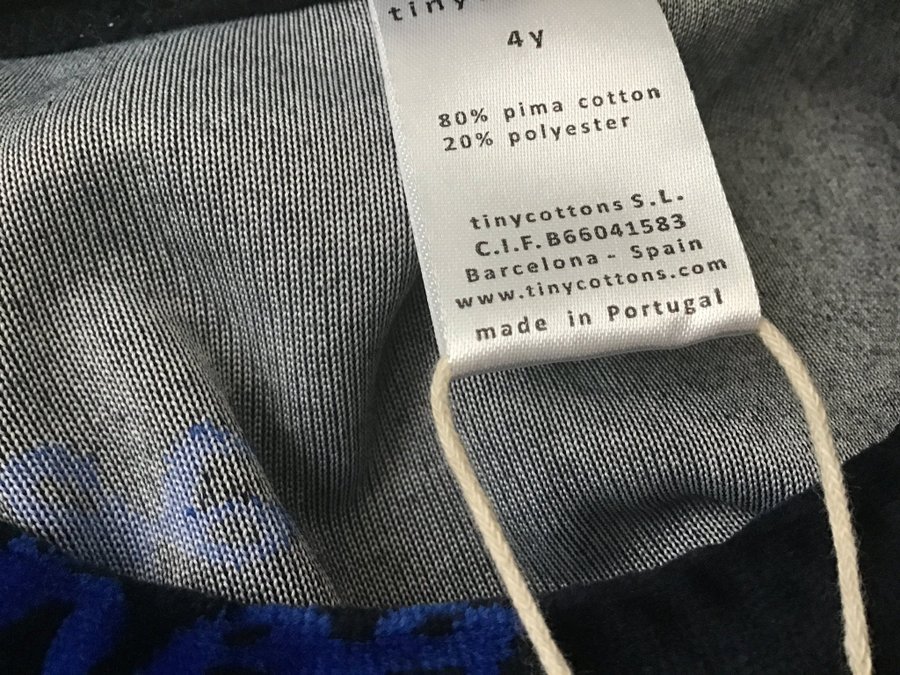 4y
80% pima cotton
20% polyester
tinycottons S.L.
C.I.F. B66041583
Barcelona - Spain
www.tinycottons.com
made in Portugal